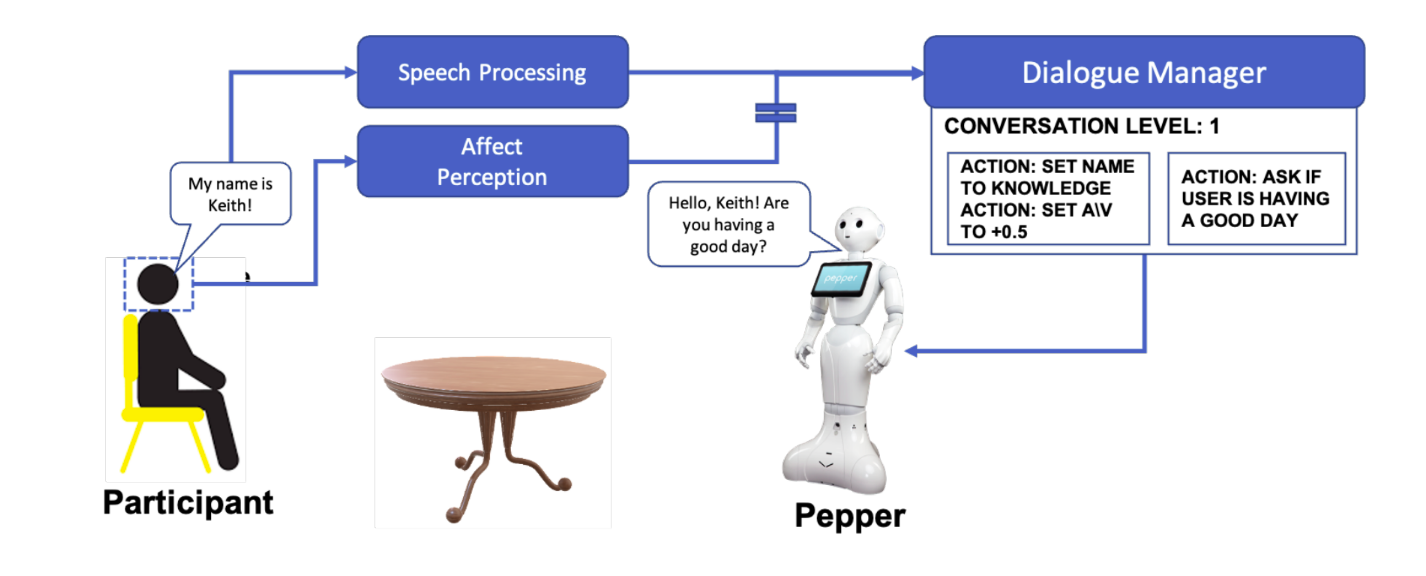 Speech Processing
Dialogue Manager
CONVERSATION LEVEL: 1
Affect
Perception
ACTION: SET NAME
TO KNOWLEDGE
ACTION: SET A\V
TO +0.5
ACTION: ASK IF
USER IS HAVING
A GOOD DAY
My name is
Keith!
Hello, Keith! Are
you having a
good day?
pepper
e
Participant
Pepper